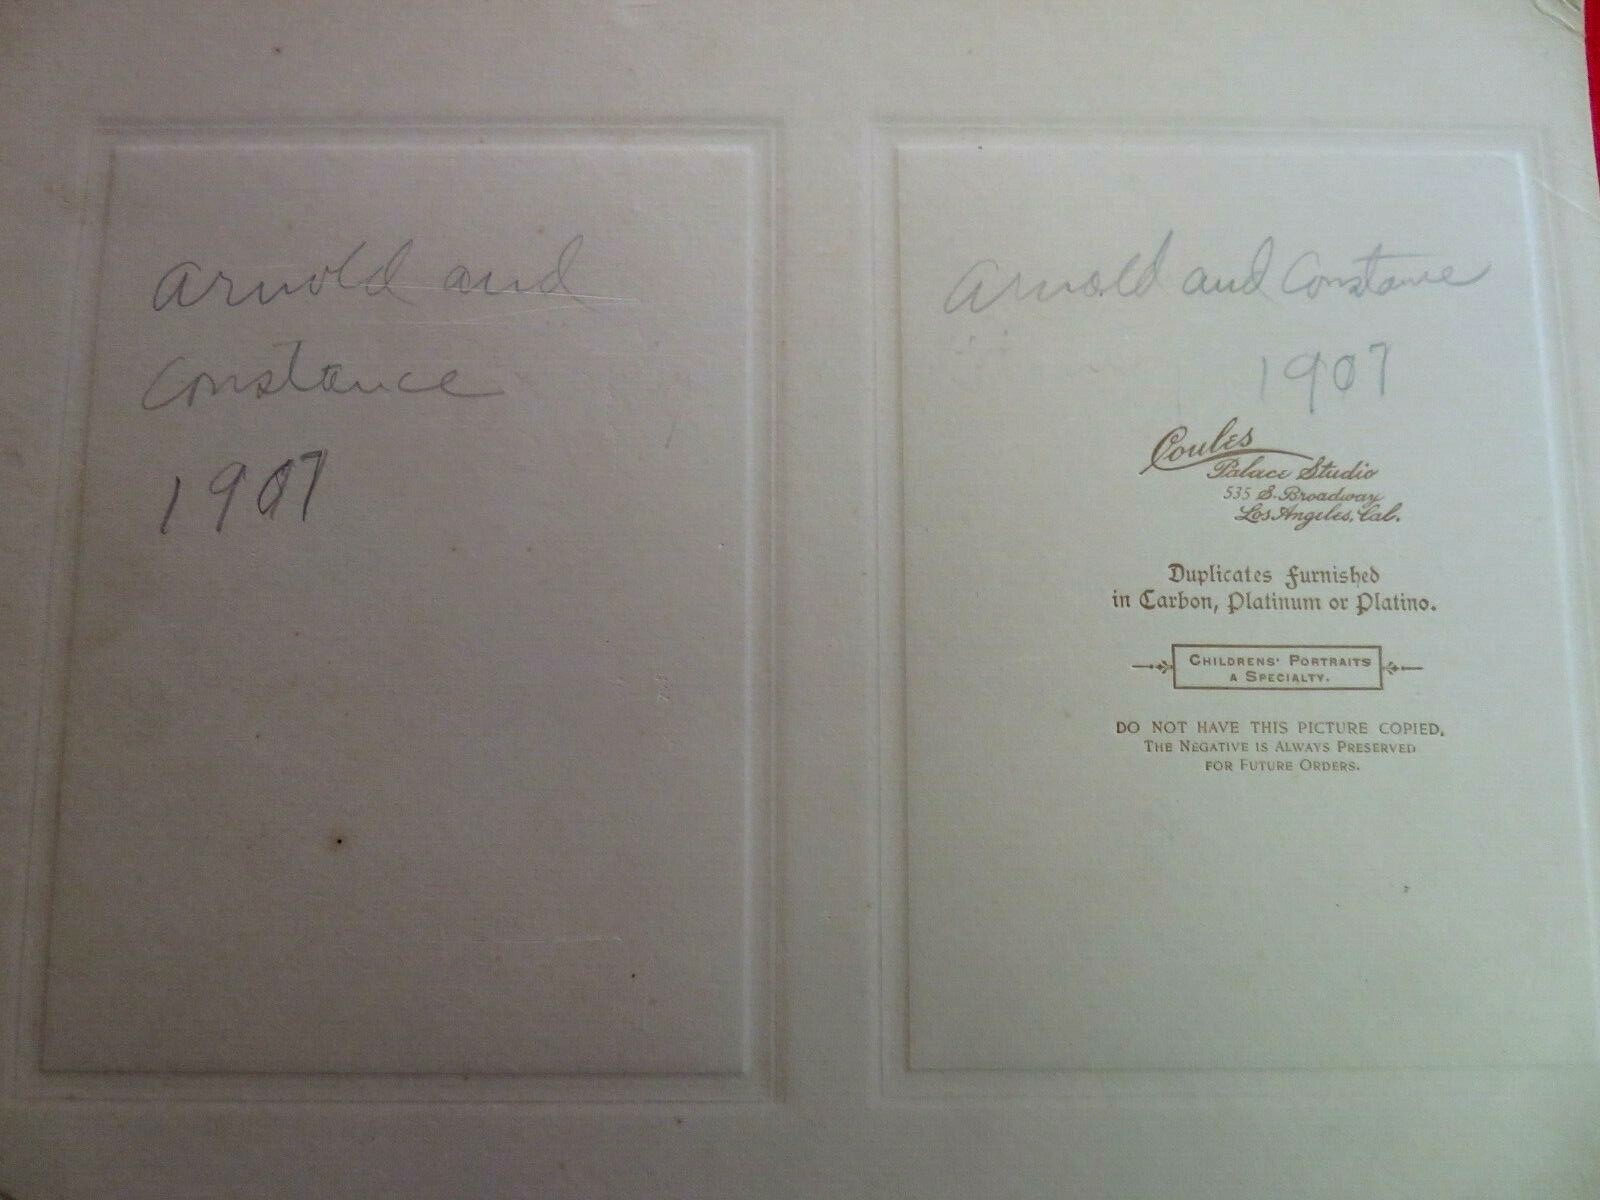 Arnold and
Constance
1907
Arnold and Constance
1907
Coules
Palace Studio
535 S. Broadway
Los Angeles, Cal.
Duplicates Furnished
in Carbon, Platinum or Platino.
CHILDRENS' PORTRAITS
A SPECIALTY.
DO NOT HAVE THIS PICTURE COPIED,
THE NEGATIVE IS ALWAYS PRESERVED
FOR FUTURE ORDERS.